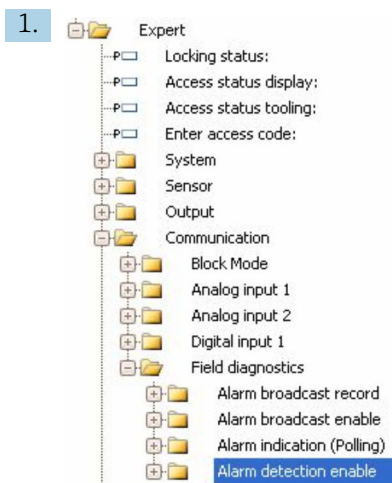 1.
Expert
Locking status:
Access status display:
Access status tooling:
Enter access code:
System
Sensor
Output
Communication
Block Mode
Analog input 1
Analog input 2
Digital input 1
Field diagnostics
Alarm broadcast record
Alarm broadcast enable
Alarm indication (Polling)
Alarm detection enable